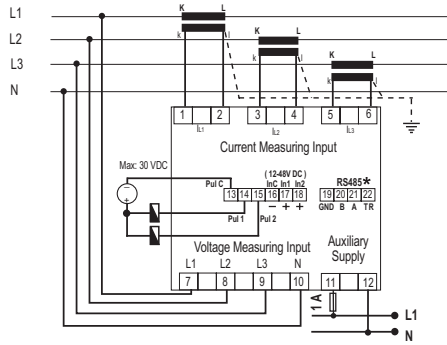 L1
K L
L2
k l
K L
L3
k l
K L
N
k l
1 2 3 4 5 6
IL1 IL2 IL3
Current Measuring Input
Max: 30 VDC
(12-48V DC)
Pul C InC In1 In2 RS485*
13 14 15 16 17 18 19 20 21 22
Pul 1 Pul 2 − + + GND B A TR
Voltage Measuring Input
Auxiliary
Supply
L1 L2 L3 N
7 8 9 10 11 12
1 A
L1
N